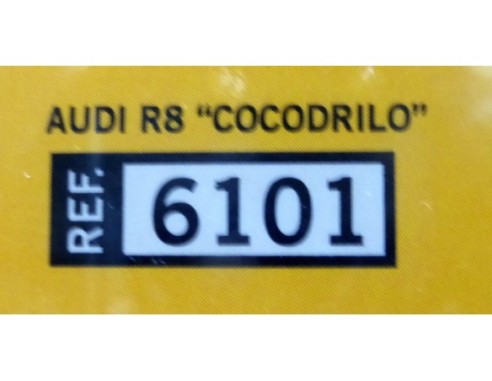 AUDI R8 “COCODRILO”
REF. 6101